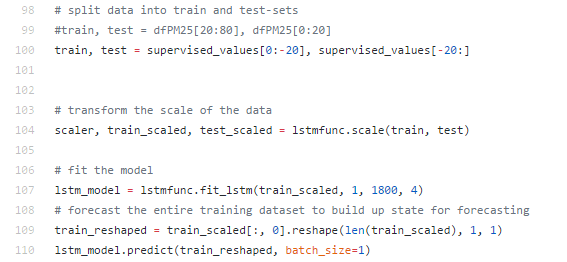 98 # split data into train and test-sets
99 #train, test = dfPM25[20:80], dfPM25[0:20]
100 train, test = supervised_values[0:-20], supervised_values[-20:]
101
102
103 # transform the scale of the data
104 scaler, train_scaled, test_scaled = lstmfunc.scale(train, test)
105
106 # fit the model
107 lstm_model = lstmfunc.fit_lstm(train_scaled, 1, 1800, 4)
108 # forecast the entire training dataset to build up state for forecasting
109 train_reshaped = train_scaled[:, 0].reshape(len(train_scaled), 1, 1)
110 lstm_model.predict(train_reshaped, batch_size=1)